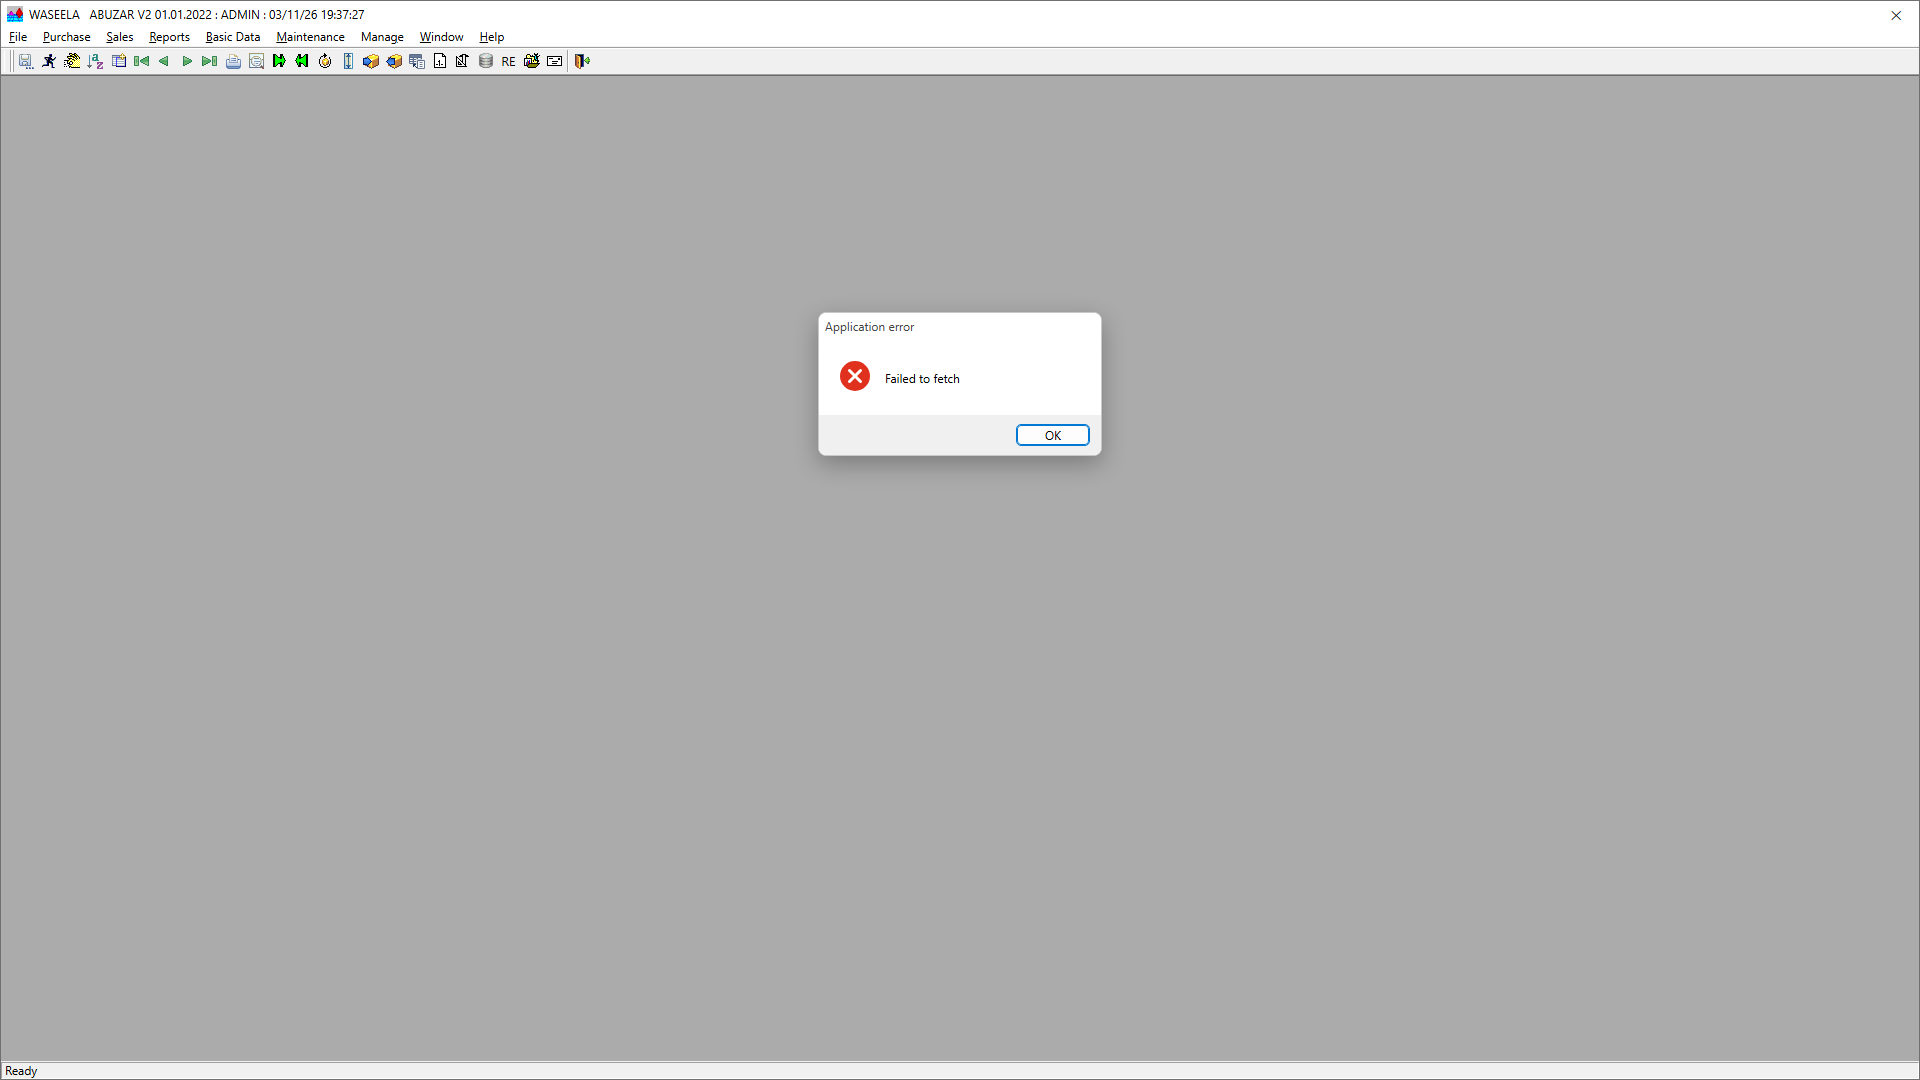 WASEELA   ABUZAR V2 01.01.2022 : ADMIN : 03/11/26 19:37:27
File Purchase Sales Reports Basic Data Maintenance Manage Window Help
RE
Application error
Failed to fetch
OK
Ready